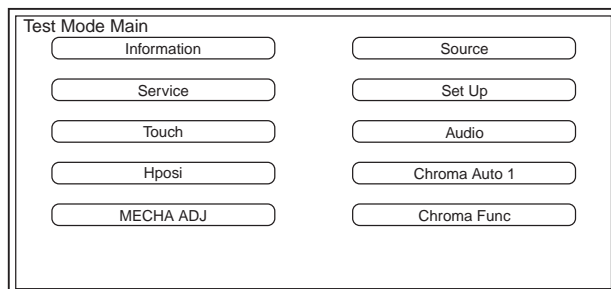 Test Mode Main
Information
Source
Service
Set Up
Touch
Audio
Hposi
Chroma Auto 1
MECHA ADJ
Chroma Func